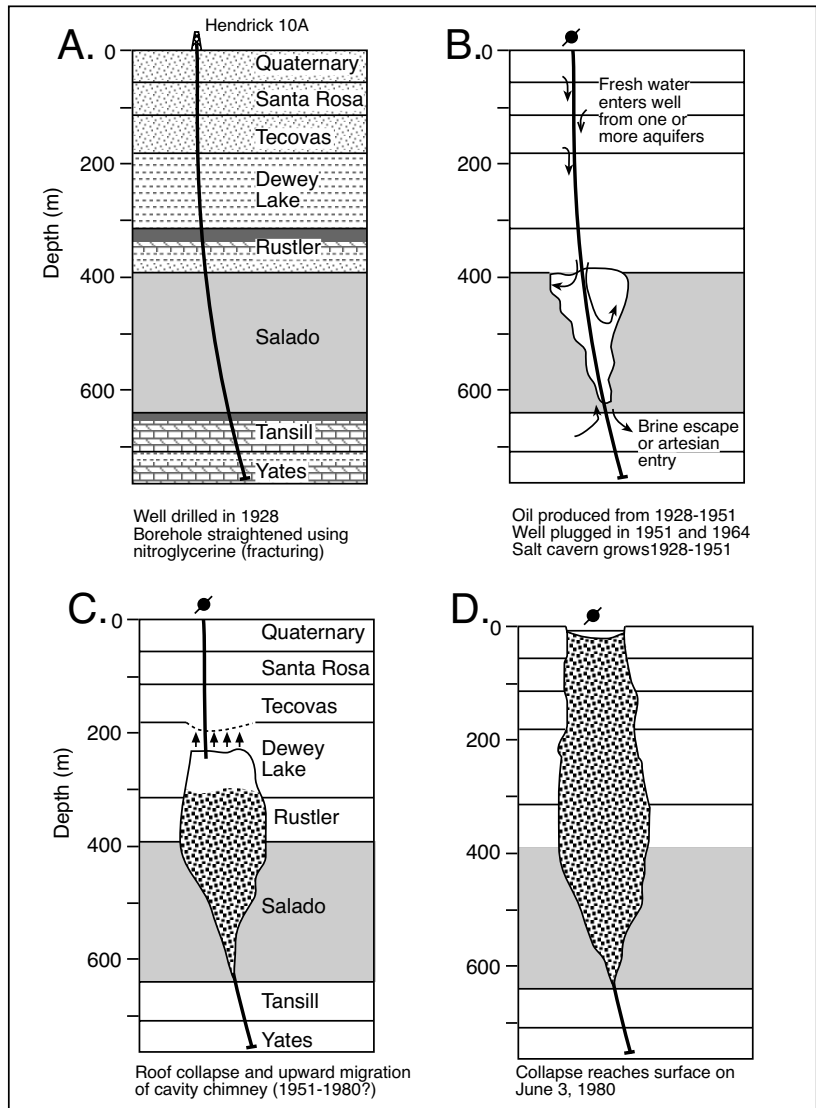 A.
Hendrick 10A
Depth (m)
0
200
400
600
Quaternary
Santa Rosa
Tecovas
Dewey
Lake
Rustler
Salado
Tansill
Yates
Well drilled in 1928
Borehole straightened using
nitroglycerine (fracturing)
B.
0
200
400
600
Fresh water
enters well
from one or
more aquifers
Brine escape
or artesian
entry
Oil produced from 1928-1951
Well plugged in 1951 and 1964
Salt cavern grows1928-1951
C.
Depth (m)
0
200
400
600
Quaternary
Santa Rosa
Tecovas
Dewey
Lake
Rustler
Salado
Tansill
Yates
Roof collapse and upward migration
of cavity chimney (1951-1980?)
D.
0
200
400
600
Collapse reaches surface on
June 3, 1980